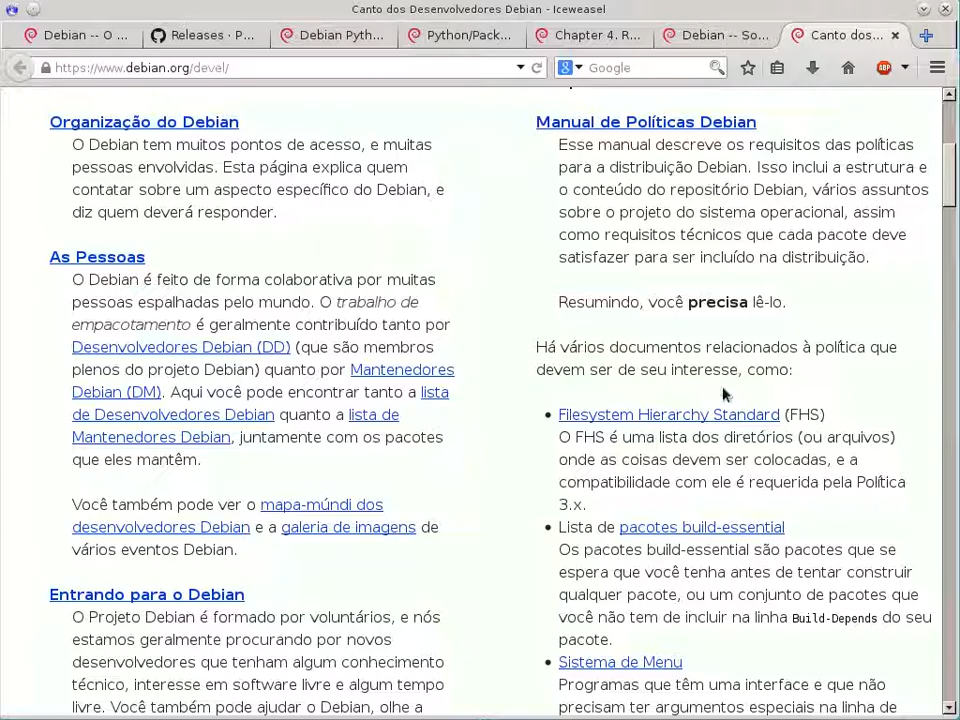 Canto dos Desenvolvedores Debian - Iceweasel
Debian -- O ...
Releases · P...
Debian Pyth...
Python/Pack...
Chapter 4. R...
Debian -- So...
Canto dos...
https://www.debian.org/devel/
Google
ABP
Organização do Debian
O Debian tem muitos pontos de acesso, e muitas
pessoas envolvidas. Esta página explica quem
contatar sobre um aspecto específico do Debian, e
diz quem deverá responder.
As Pessoas
O Debian é feito de forma colaborativa por muitas
pessoas espalhadas pelo mundo. O trabalho de
empacotamento é geralmente contribuído tanto por
Desenvolvedores Debian (DD) (que são membros
plenos do projeto Debian) quanto por Mantenedores
Debian (DM). Aqui você pode encontrar tanto a lista
de Desenvolvedores Debian quanto a lista de
Mantenedores Debian, juntamente com os pacotes
que eles mantêm.
Você também pode ver o mapa-múndi dos
desenvolvedores Debian e a galeria de imagens de
vários eventos Debian.
Entrando para o Debian
O Projeto Debian é formado por voluntários, e nós
estamos geralmente procurando por novos
desenvolvedores que tenham algum conhecimento
técnico, interesse em software livre e algum tempo
livre. Você também pode ajudar o Debian, olhe a
Manual de Políticas Debian
Esse manual descreve os requisitos das políticas
para a distribuição Debian. Isso inclui a estrutura e
o conteúdo do repositório Debian, vários assuntos
sobre o projeto do sistema operacional, assim
como requisitos técnicos que cada pacote deve
satisfazer para ser incluído na distribuição.
Resumindo, você precisa lê-lo.
Há vários documentos relacionados à política que
devem ser de seu interesse, como:
• Filesystem Hierarchy Standard (FHS)
O FHS é uma lista dos diretórios (ou arquivos)
onde as coisas devem ser colocadas, e a
compatibilidade com ele é requerida pela Política
3.x.
• Lista de pacotes build-essential
Os pacotes build-essential são pacotes que se
espera que você tenha antes de tentar construir
qualquer pacote, ou um conjunto de pacotes que
você não tem de incluir na linha Build-Depends do seu
pacote.
• Sistema de Menu
Programas que têm uma interface e que não
precisam ter argumentos especiais na linha de